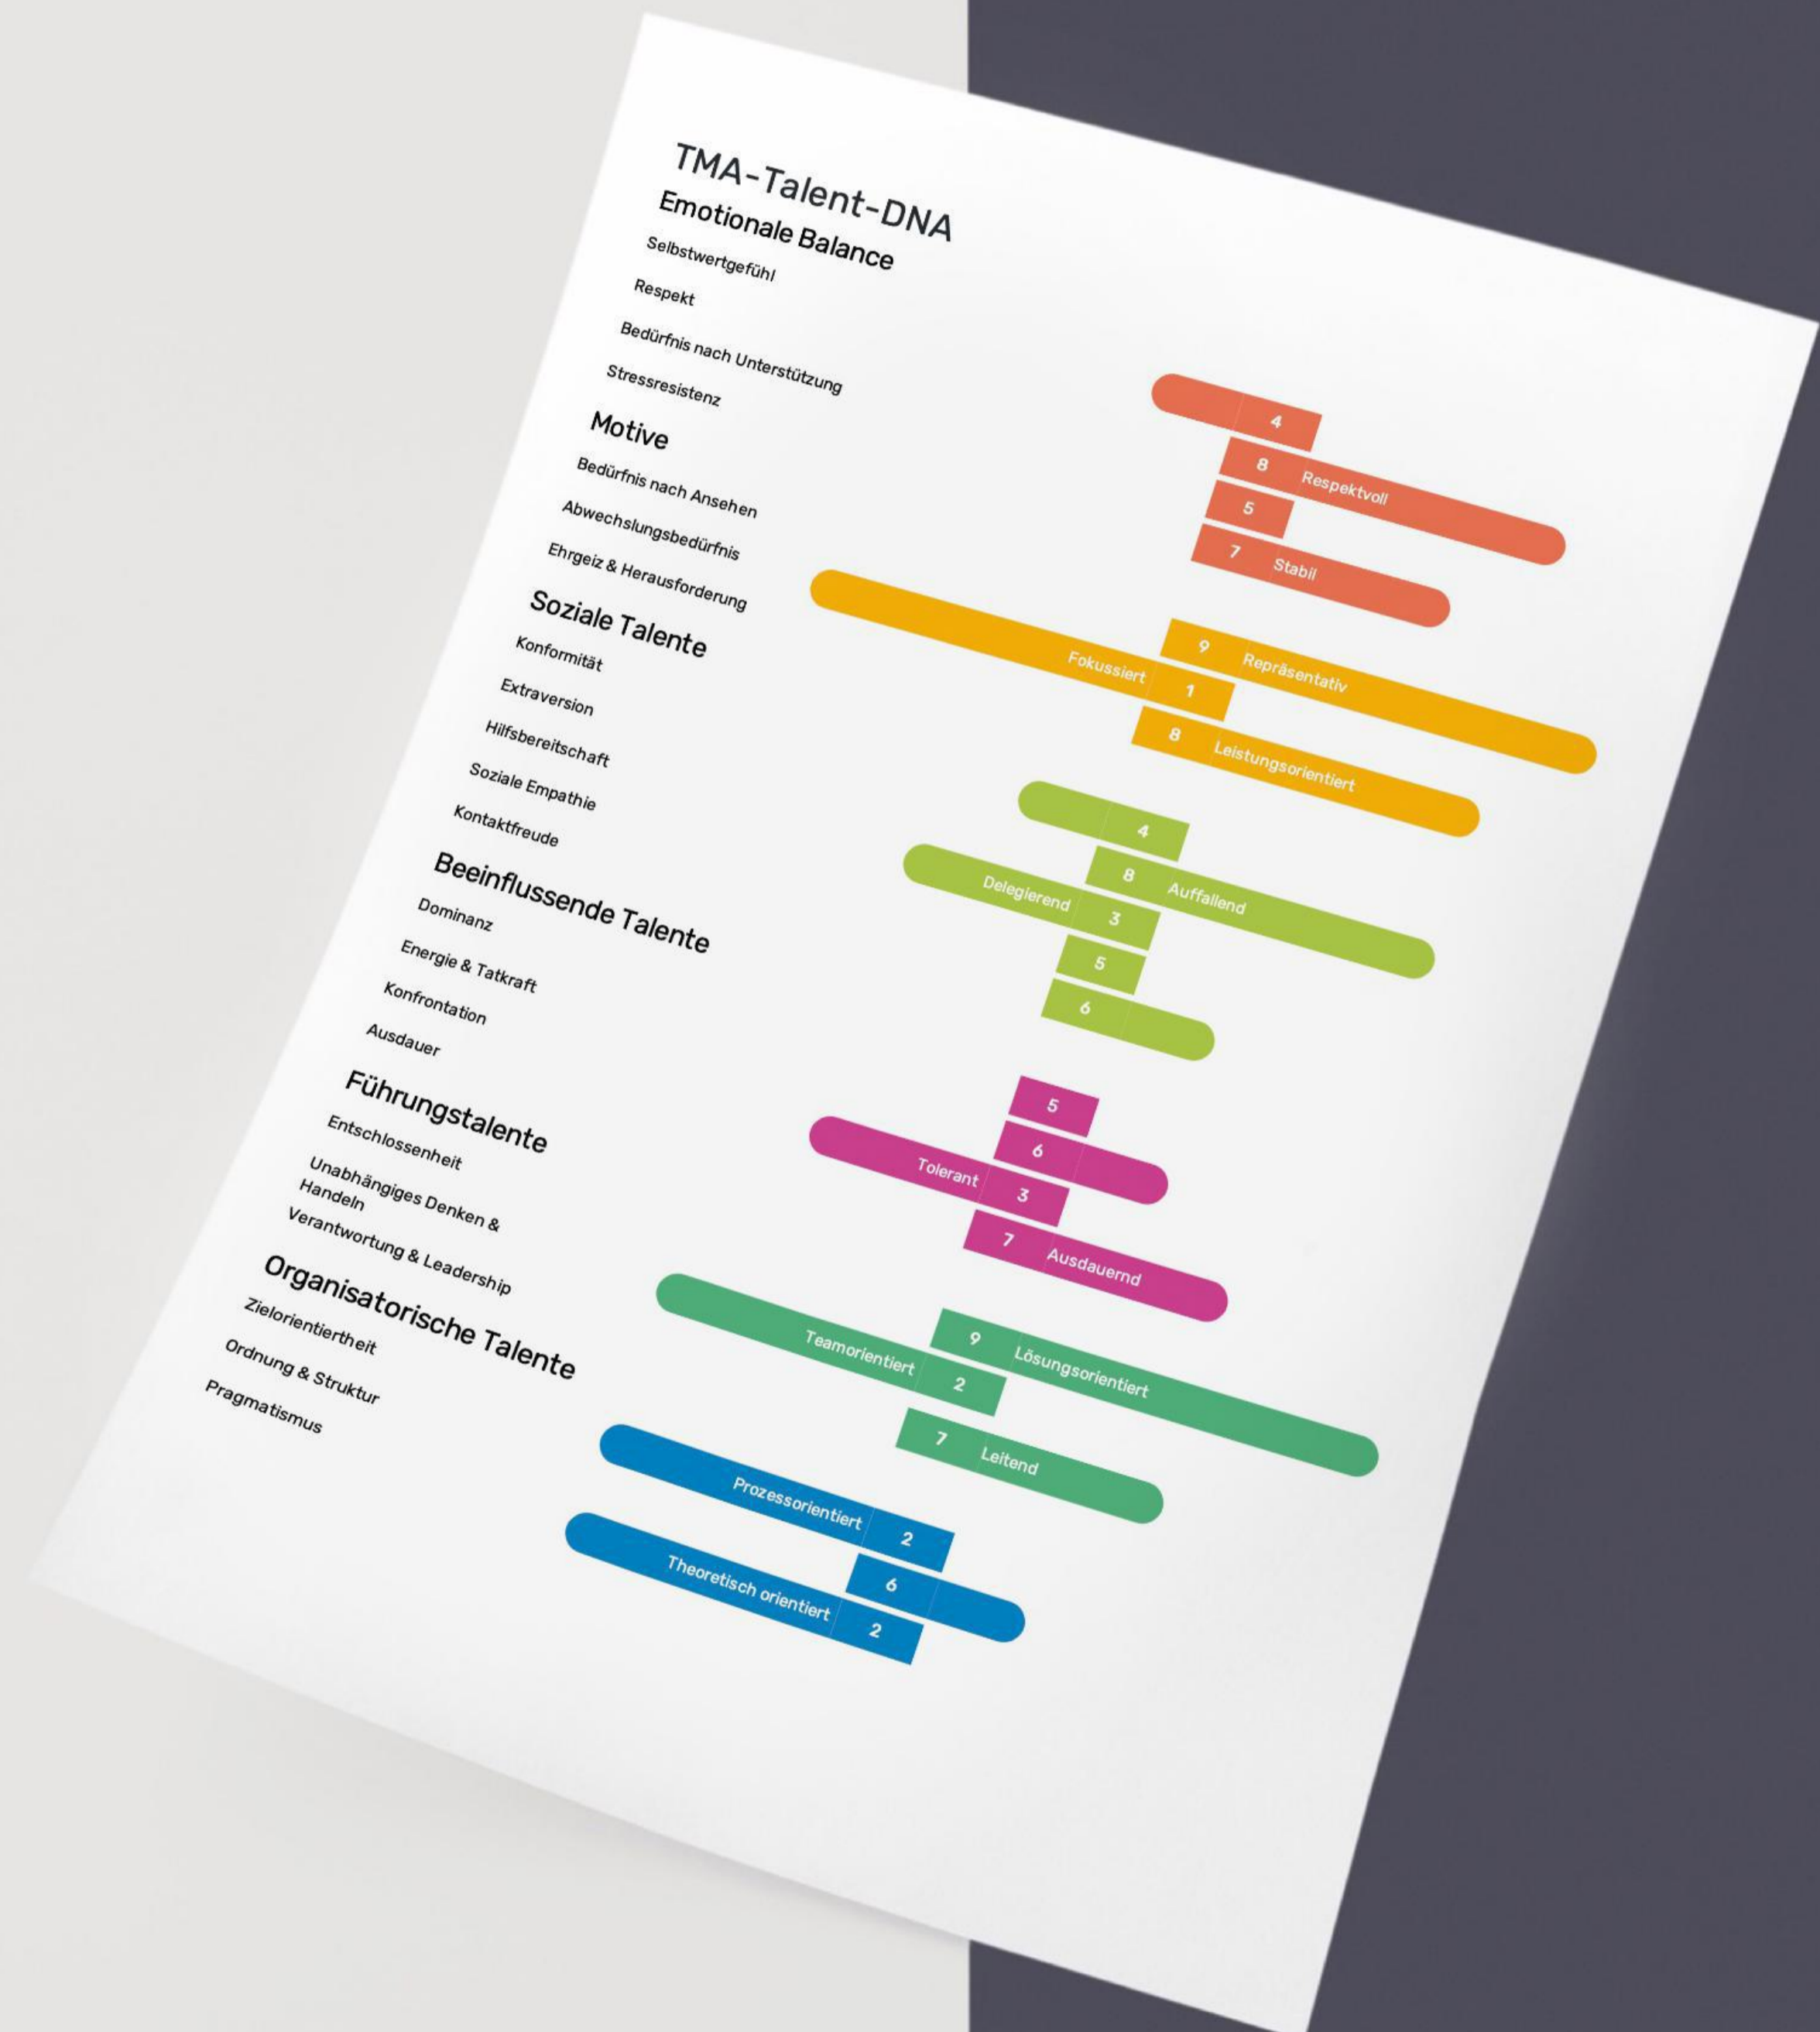 TMA-Talent-DNA
Emotionale Balance
Selbstwertgefühl 4
Respekt 8 Respektvoll
Bedürfnis nach Unterstützung 5
Stressresistenz 7 Stabil
Motive
Bedürfnis nach Ansehen 9 Repräsentativ
Abwechslungsbedürfnis Fokussiert 1
Ehrgeiz & Herausforderung 8 Leistungsorientiert
Soziale Talente
Konformität 4
Extraversion 8 Auffallend
Hilfsbereitschaft Delegierend 3
Soziale Empathie 5
Kontaktfreude 6
Beeinflussende Talente
Dominanz 5
Energie & Tatkraft 6
Konfrontation Tolerant 3
Ausdauer 7 Ausdauernd
Führungstalente
Entschlossenheit 9 Lösungsorientiert
Unabhängiges Denken &
Handeln Teamorientiert 2
Verantwortung & Leadership 7 Leitend
Organisatorische Talente
Zielorientiertheit Prozessorientiert 2
Ordnung & Struktur 6
Pragmatismus Theoretisch orientiert 2